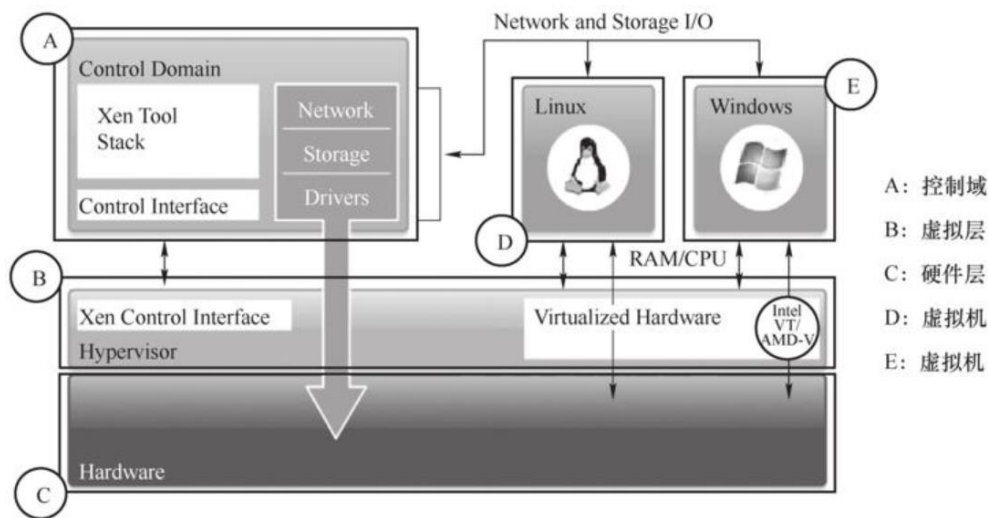 Network and Storage I/O
A
Control Domain
Xen Tool
Stack
Control Interface
Network
Storage
Drivers
Linux
Windows
E
D
RAM/CPU
B
Xen Control Interface
Hypervisor
Virtualized Hardware
Intel
VT/
AMD-V
Hardware
C
A：控制域
B：虚拟层
C：硬件层
D：虚拟机
E：虚拟机